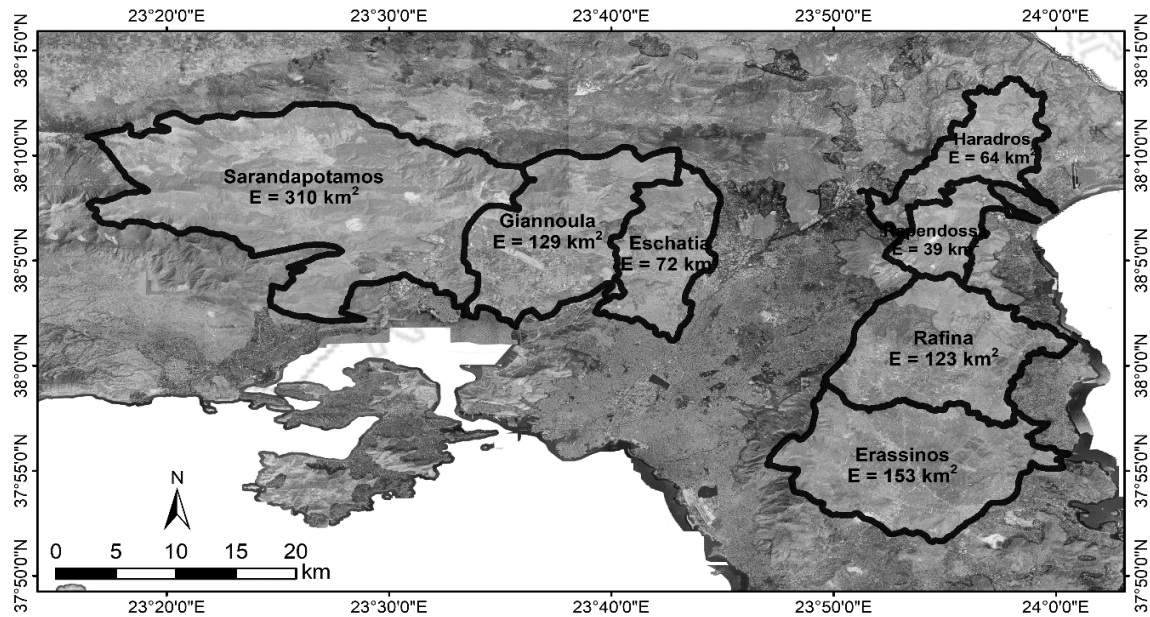 23°20'0"E 23°30'0"E 23°40'0"E 23°50'0"E 24°0'0"E
38°15'0"N 38°15'0"N
38°10'0"N 38°10'0"N
38°5'0"N 38°5'0"N
38°0'0"N 38°0'0"N
37°55'0"N 37°55'0"N
37°50'0"N 37°50'0"N
Haradros
E = 64 km²
Sarandapotamos
E = 310 km²
Giannoula
E = 129 km²
Eschatia
E = 72 km
Rapendossa
E = 39 km²
Rafina
E = 123 km²
Erassinos
E = 153 km²
N
0 5 10 15 20
km
23°20'0"E 23°30'0"E 23°40'0"E 23°50'0"E 24°0'0"E